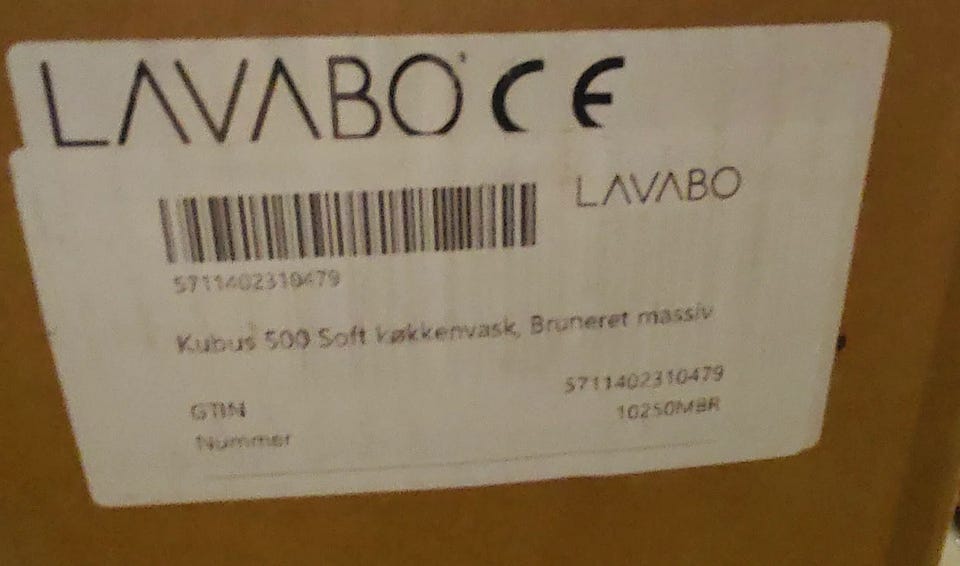 LAVABO® CE
LAVABO
5711402310479
Kubus 500 Soft køkkenvask, Bruneret massiv
GTIN 5711402310479
Nummer 10250MBR